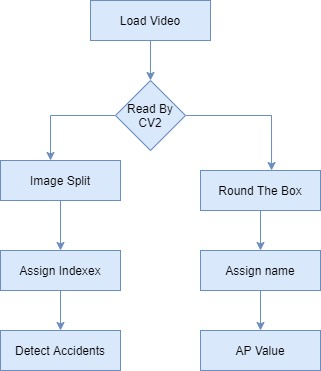 Load Video
Read By
CV2
Image Split
Round The Box
Assign Indexex
Assign name
Detect Accidents
AP Value